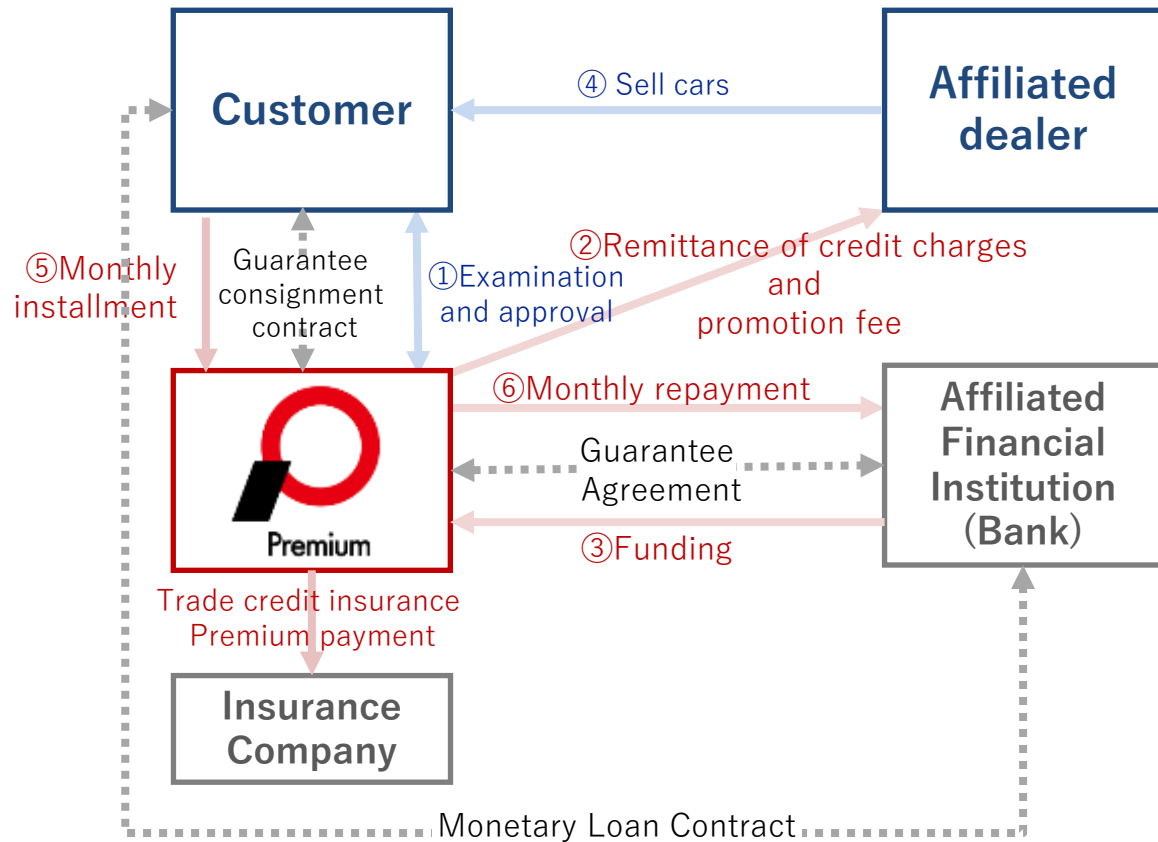 Customer
④ Sell cars
Affiliated
dealer
⑤Monthly
installment
Guarantee
consignment
contract
①Examination
and approval
②Remittance of credit charges
and
promotion fee
Premium
⑥Monthly repayment
Guarantee
Agreement
③Funding
Affiliated
Financial
Institution
(Bank)
Trade credit insurance
Premium payment
Insurance
Company
Monetary Loan Contract